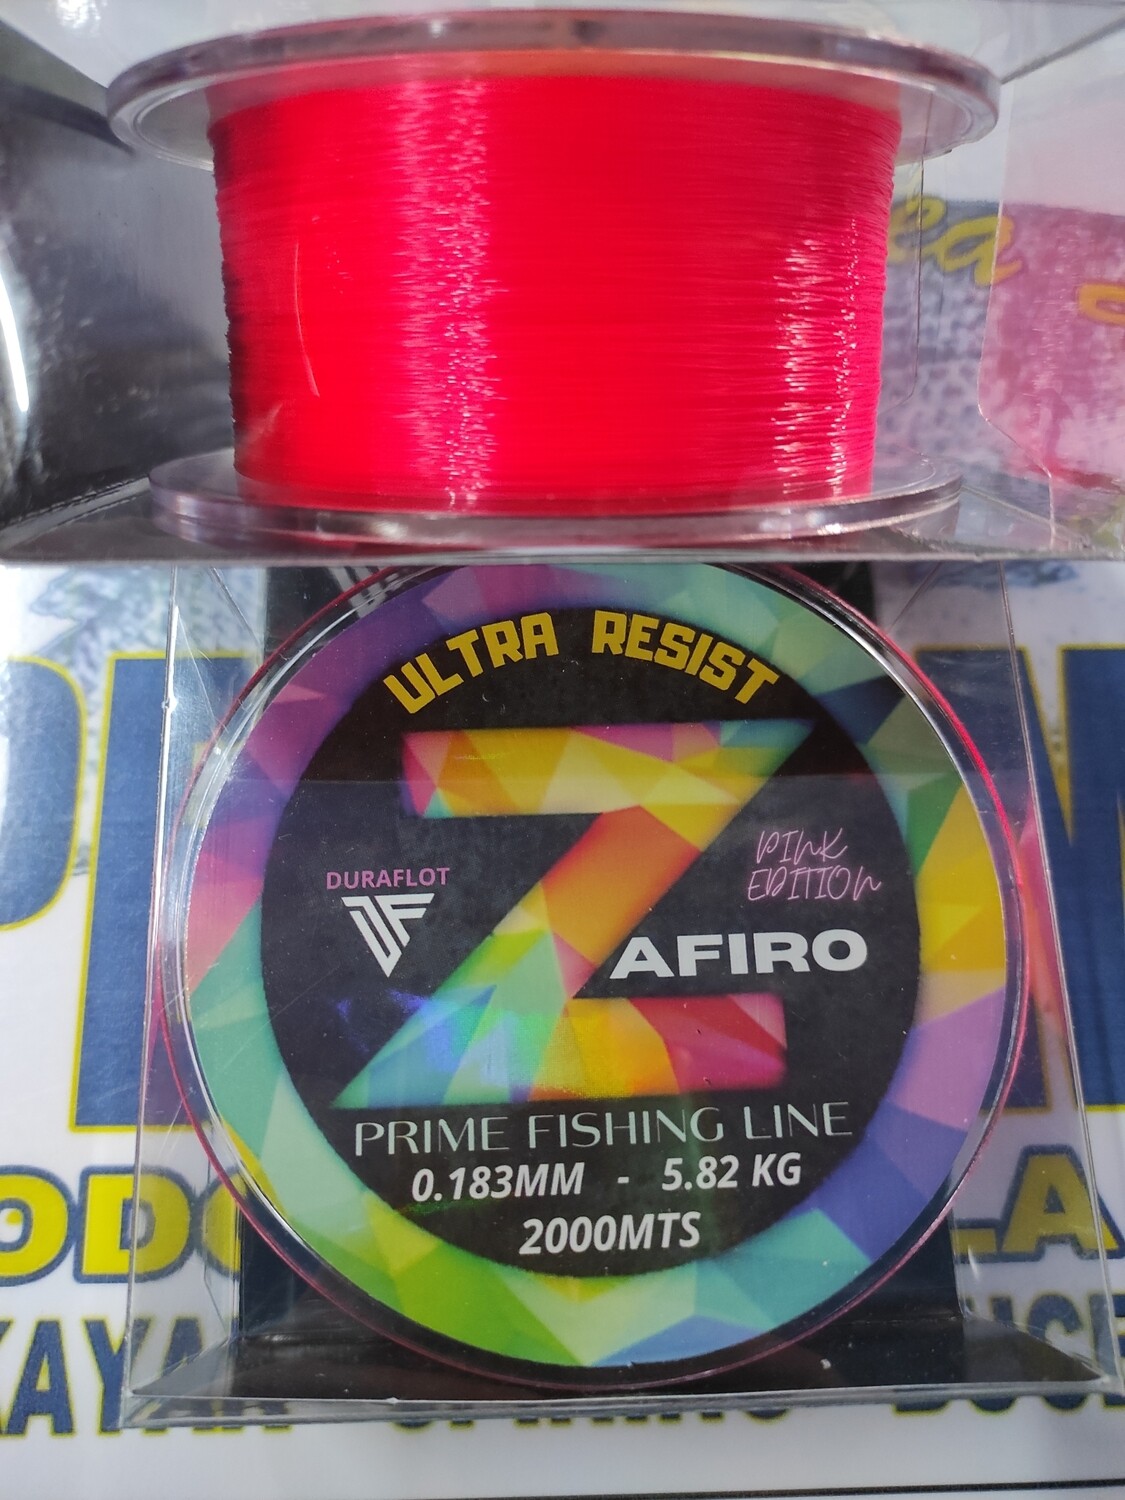 ULTRA RESIST
DURAFLOT
PINK
EDITION
ZAFIRO
PRIME FISHING LINE
0.183MM - 5.82 KG
2000MTS